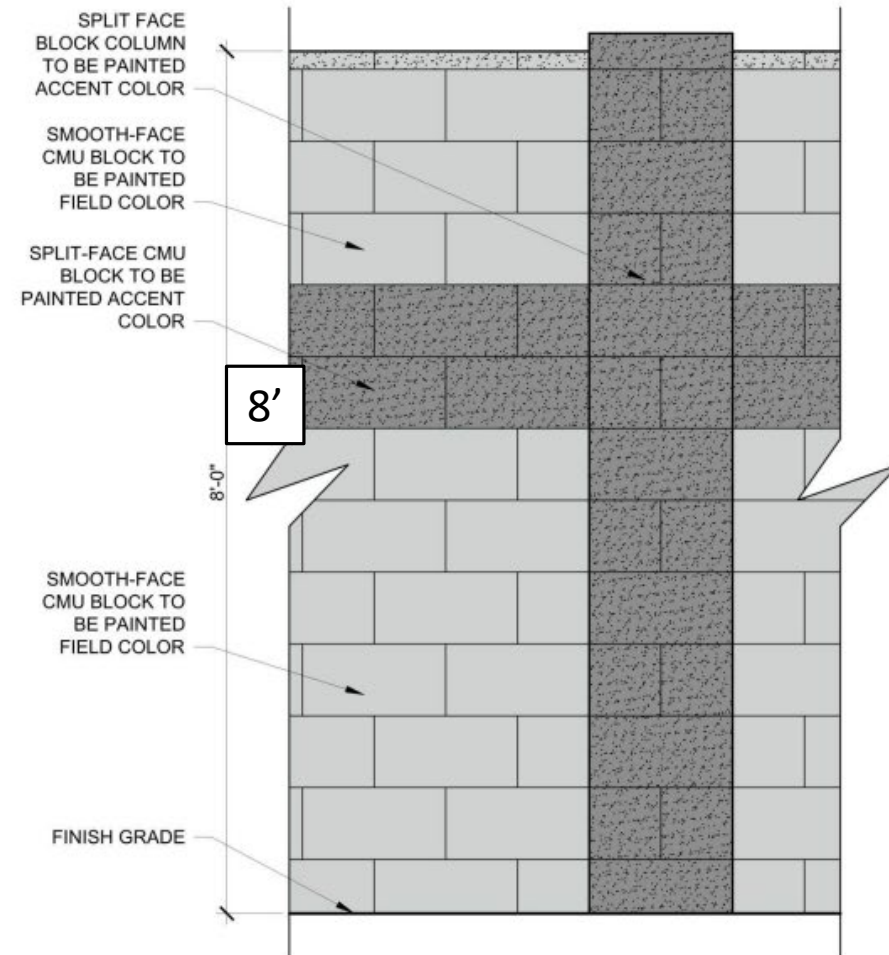 SPLIT FACE
BLOCK COLUMN
TO BE PAINTED
ACCENT COLOR
SMOOTH-FACE
CMU BLOCK TO
BE PAINTED
FIELD COLOR
SPLIT-FACE CMU
BLOCK TO BE
PAINTED ACCENT
COLOR
8’
8'-0"
SMOOTH-FACE
CMU BLOCK TO
BE PAINTED
FIELD COLOR
FINISH GRADE